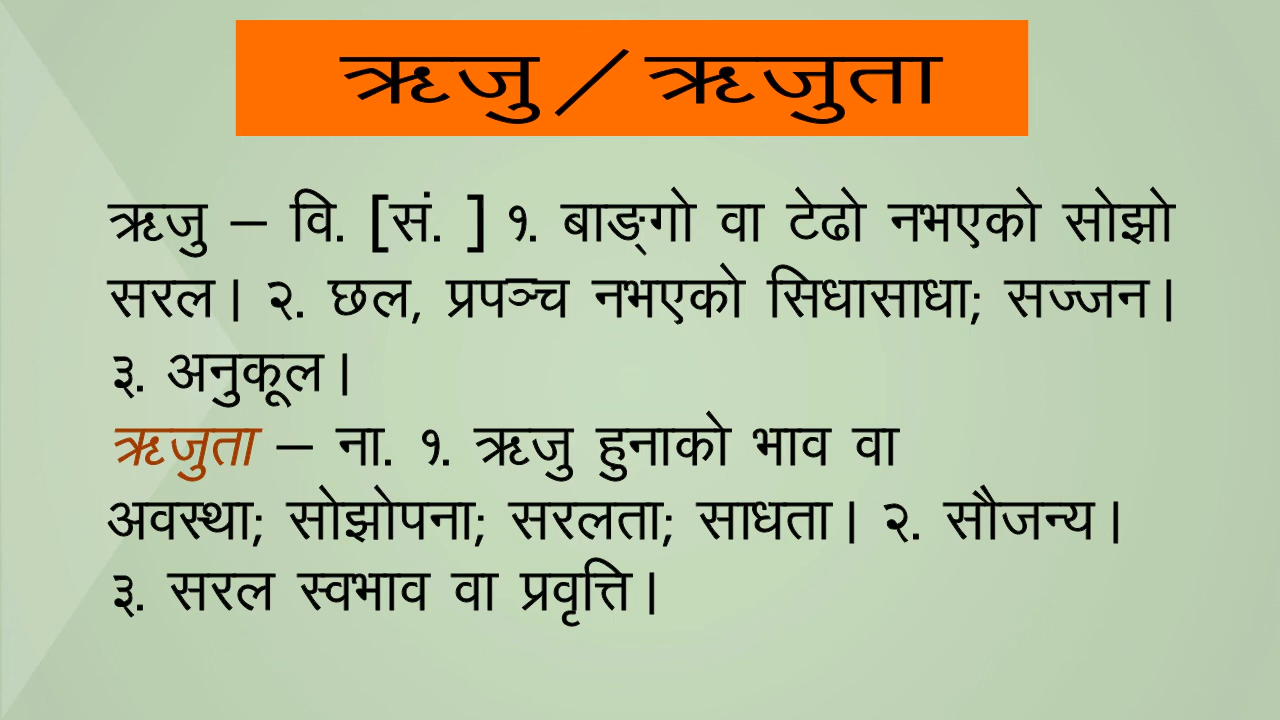 ऋजु/ऋजुता
ऋजु – वि. [सं. ] १. बाङ्गो वा टेढो नभएको सोझो
सरल। २. छल, प्रपञ्च नभएको सिधासाधा; सज्जन।
३. अनुकूल।
ऋजुता – ना. १. ऋजु हुनाको भाव वा
अवस्था; सोझोपना; सरलता; साधता। २. सौजन्य।
३. सरल स्वभाव वा प्रवृत्ति।